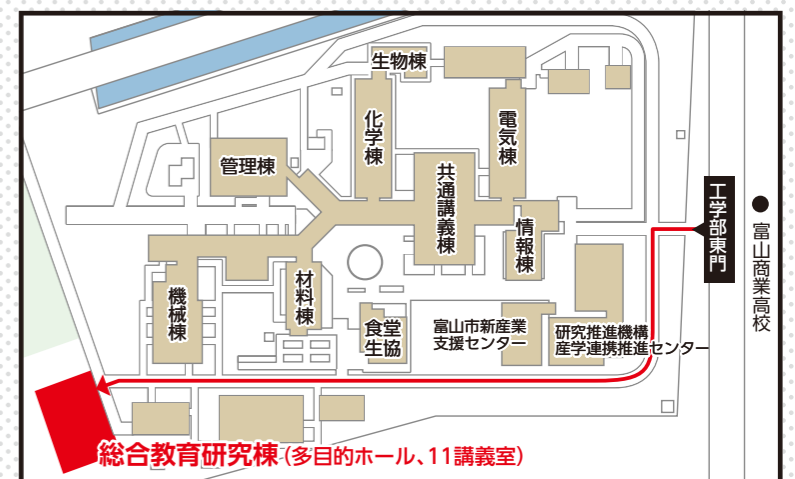 生物棟
化学棟
電気棟
管理棟
共通講義棟
工学部東門
富山商業高校
情報棟
機械棟
材料棟
食堂
生協
富山市新産業
支援センター
研究推進機構
産学連携推進センター
総合教育研究棟(多目的ホール、11講義室)